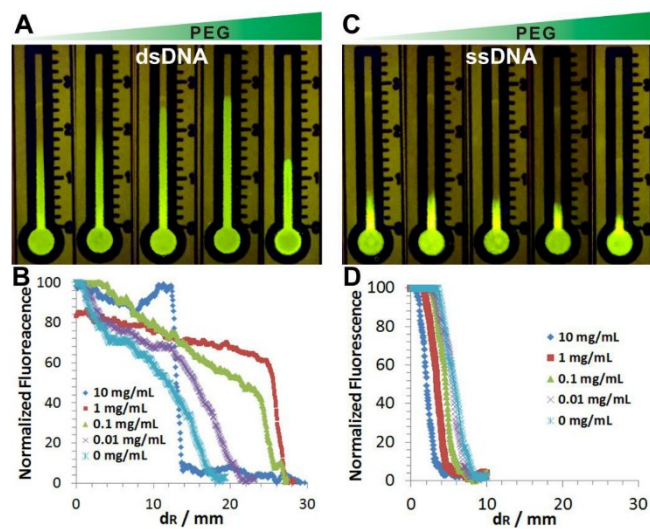 A
PEG
dsDNA
C
PEG
ssDNA
B
Normalized Fluoreacence
100
80
60
40
20
0
10 mg/mL
1 mg/mL
0.1 mg/mL
0.01 mg/mL
0 mg/mL
0 10 20 30
dR / mm
D
Normalized Fluorescence
100
80
60
40
20
0
10 mg/mL
1 mg/mL
0.1 mg/mL
0.01 mg/mL
0 mg/mL
0 10 20 30
dR / mm